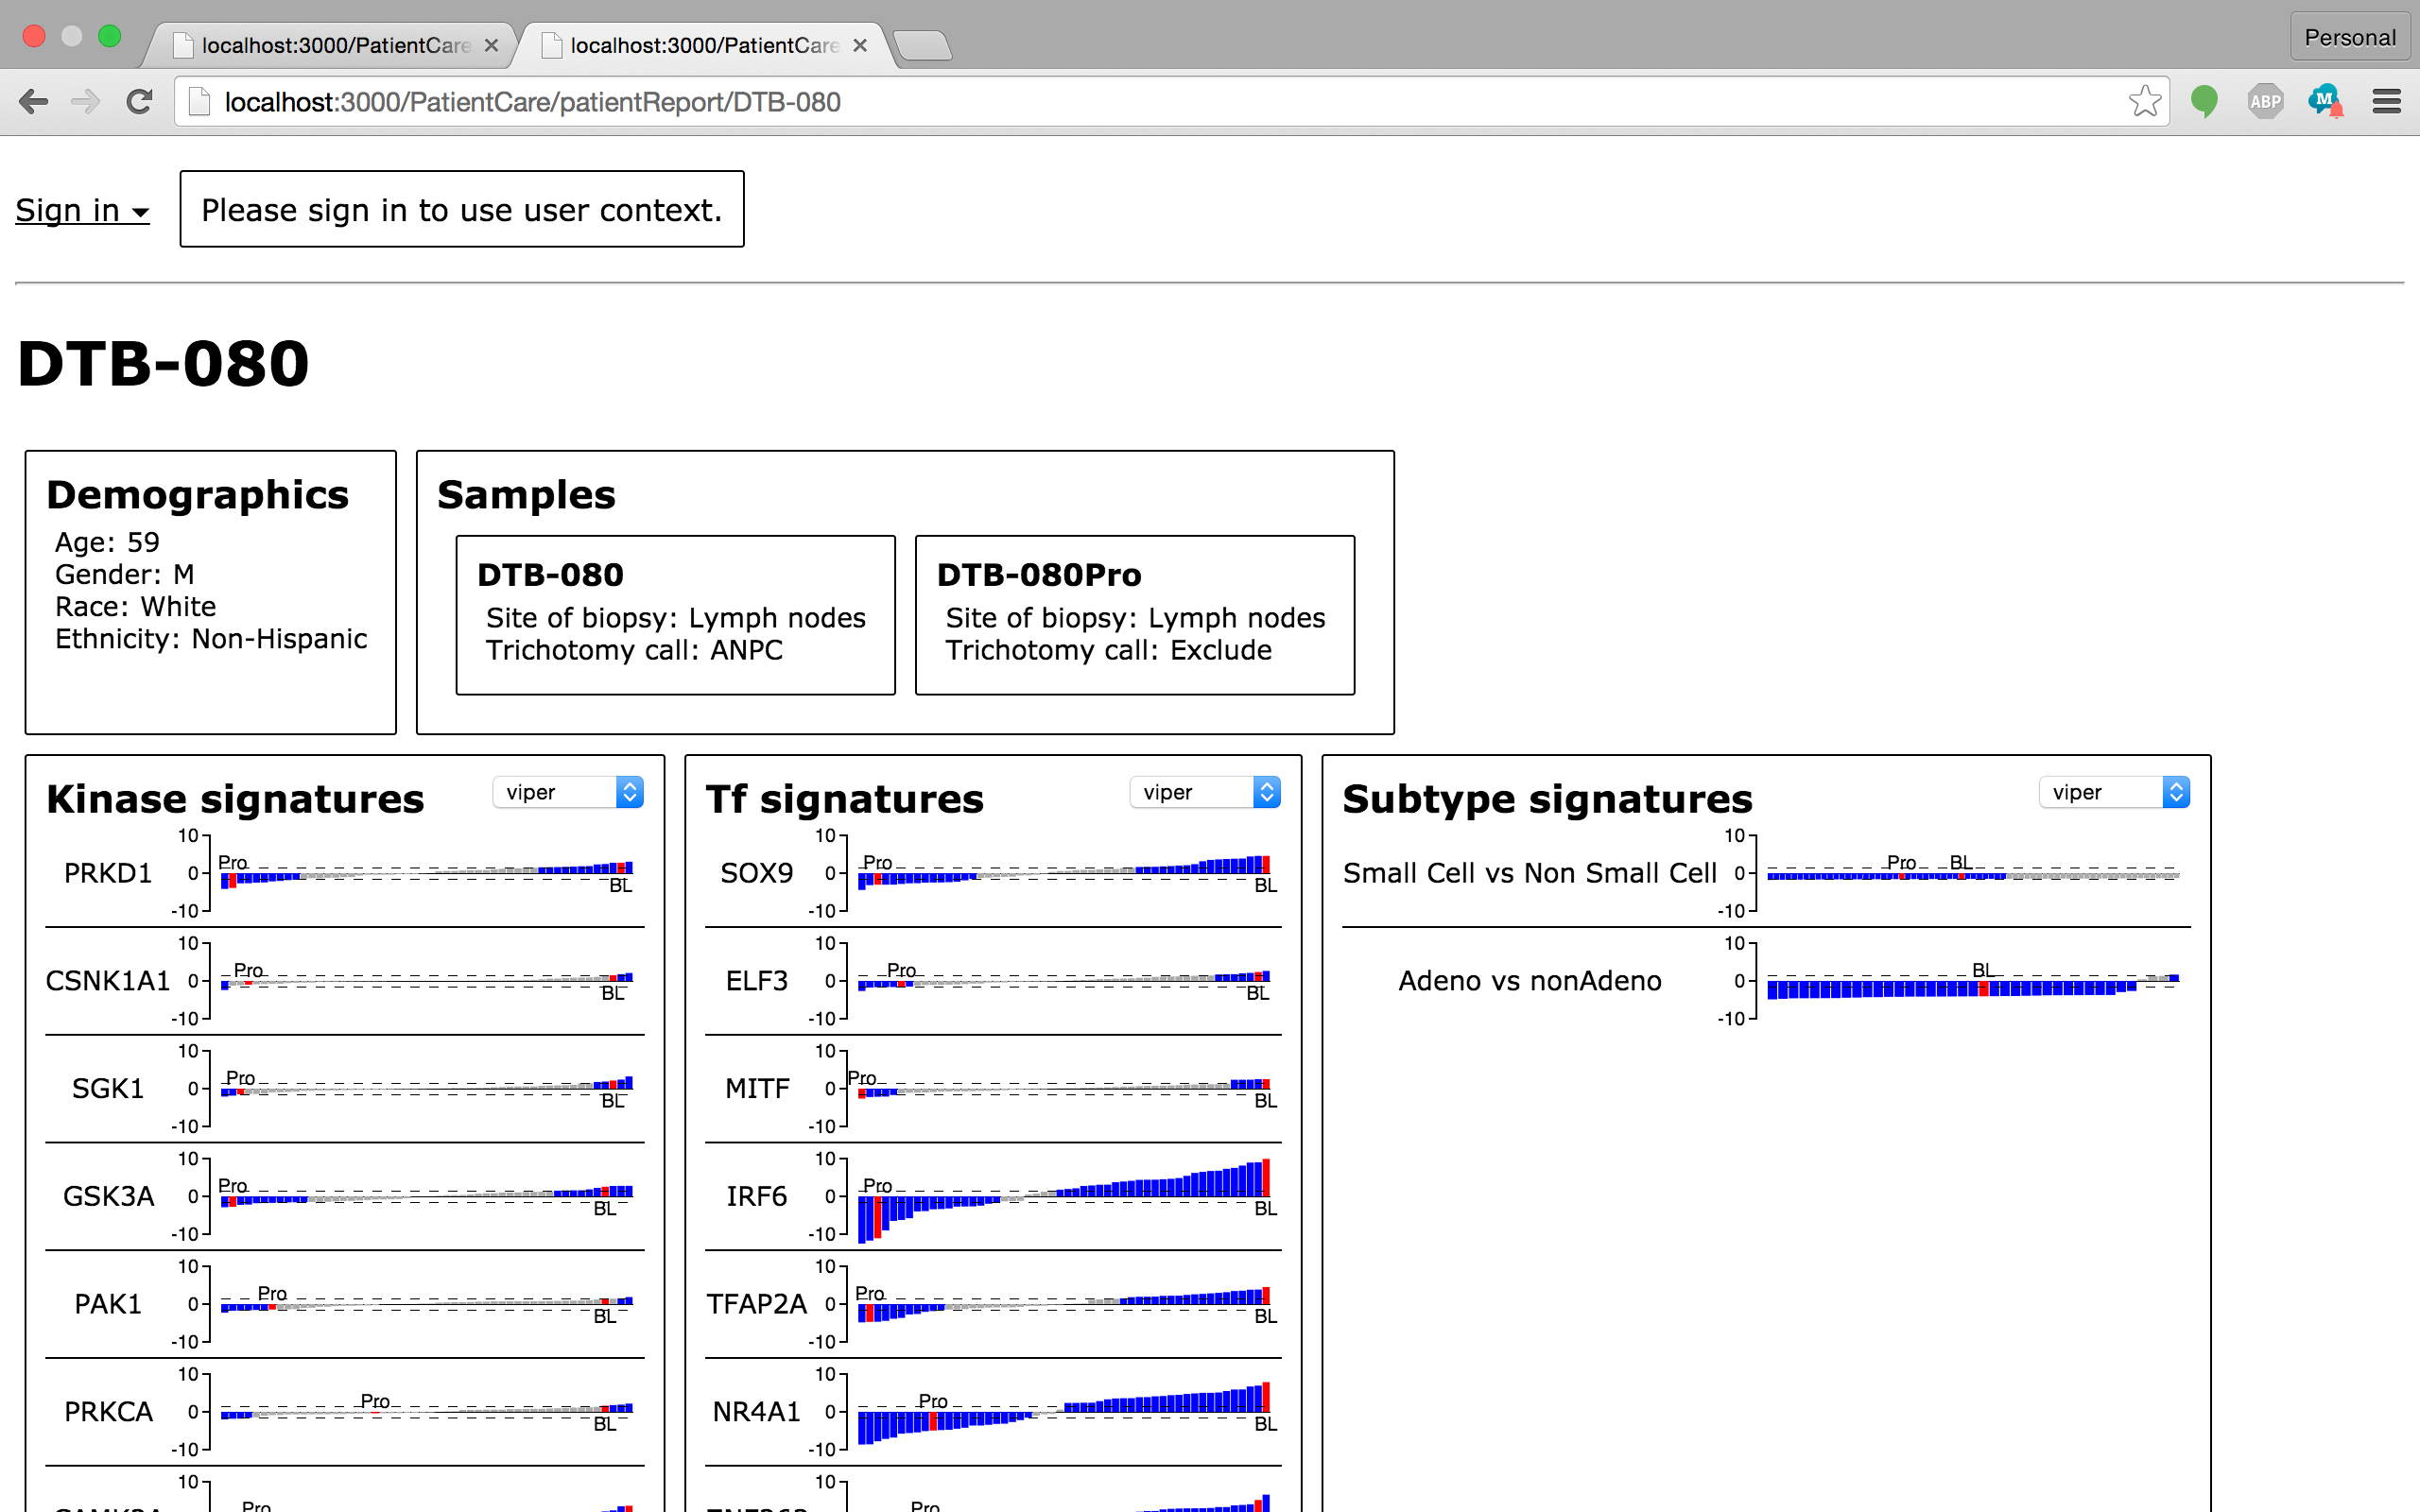 localhost:3000/PatientCare
localhost:3000/PatientCare
Personal
localhost:3000/PatientCare/patientReport/DTB-080
ABP
M
Sign in
Please sign in to use user context.
DTB-080
Demographics
Age: 59
Gender: M
Race: White
Ethnicity: Non-Hispanic
Samples
DTB-080
Site of biopsy: Lymph nodes
Trichotomy call: ANPC
DTB-080Pro
Site of biopsy: Lymph nodes
Trichotomy call: Exclude
Kinase signatures
viper
PRKD1
10
0
-10
Pro
BL
CSNK1A1
10
0
-10
Pro
BL
SGK1
10
0
-10
Pro
BL
GSK3A
10
0
-10
Pro
BL
PAK1
10
0
-10
Pro
BL
PRKCA
10
0
-10
Pro
BL
10
Pro
Tf signatures
viper
SOX9
10
0
-10
Pro
BL
ELF3
10
0
-10
Pro
BL
MITF
10
0
-10
Pro
BL
IRF6
10
0
-10
Pro
BL
TFAP2A
10
0
-10
Pro
BL
NR4A1
10
0
-10
Pro
BL
10
Pro
Subtype signatures
viper
Small Cell vs Non Small Cell
10
0
-10
Pro
BL
Adeno vs nonAdeno
10
0
-10
BL